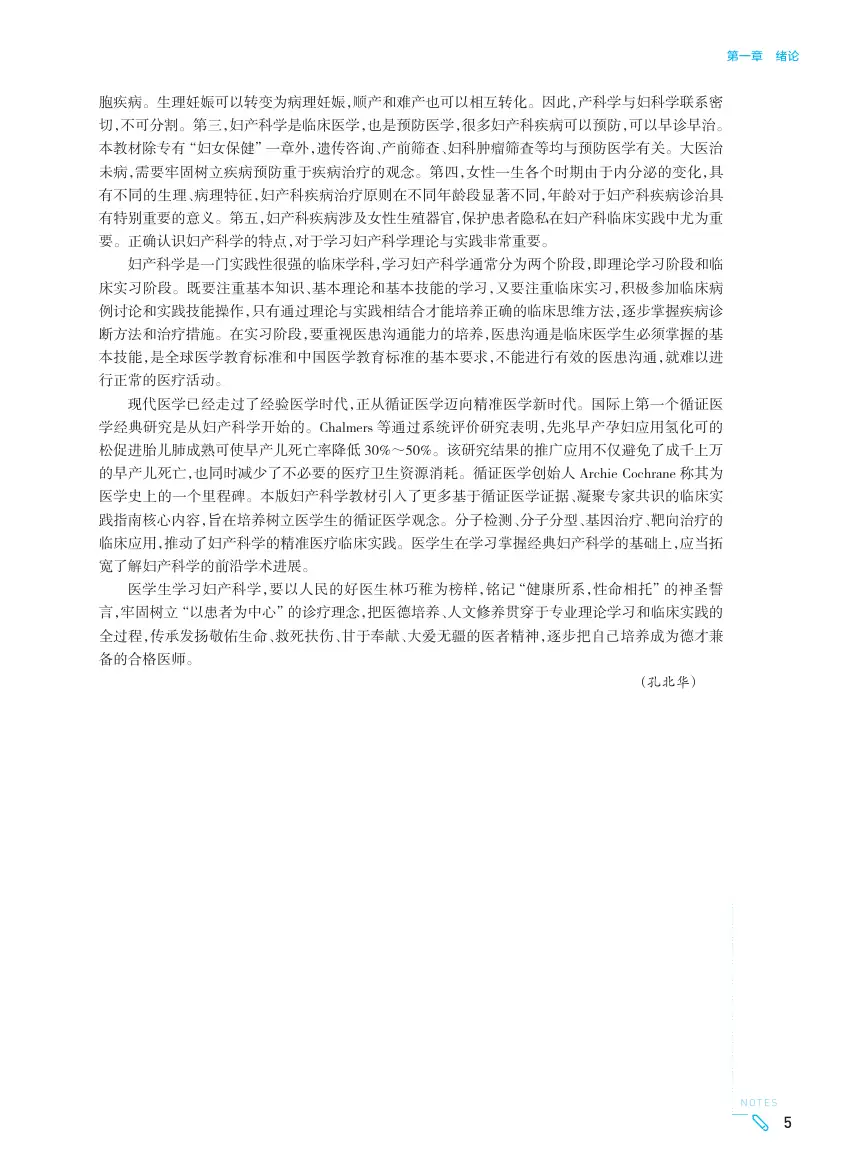 第一章 绪论
胞疾病。生理妊娠可以转变为病理妊娠,顺产和难产也可以相互转化。因此,产科学与妇科学联系密
切,不可分割。第三,妇产科学是临床医学,也是预防医学,很多妇产科疾病可以预防,可以早诊早治。
本教材除专有“妇女保健”一章外,遗传咨询、产前筛查、妇科肿瘤筛查等均与预防医学有关。大医治
未病,需要牢固树立疾病预防重于疾病治疗的观念。第四,女性一生各个时期由于内分泌的变化,具
有不同的生理、病理特征,妇产科疾病治疗原则在不同年龄段显著不同,年龄对于妇产科疾病诊治具
有特别重要的意义。第五,妇产科疾病涉及女性生殖器官,保护患者隐私在妇产科临床实践中尤为重
要。正确认识妇产科学的特点,对于学习妇产科学理论与实践非常重要。
妇产科学是一门实践性很强的临床学科,学习妇产科学通常分为两个阶段,即理论学习阶段和临
床实习阶段。既要注重基本知识、基本理论和基本技能的学习,又要注重临床实习,积极参加临床病
例讨论和实践技能操作,只有通过理论与实践相结合才能培养正确的临床思维方法,逐步掌握疾病诊
断方法和治疗措施。在实习阶段,要重视医患沟通能力的培养,医患沟通是临床医学生必须掌握的基
本技能,是全球医学教育标准和中国医学教育标准的基本要求,不能进行有效的医患沟通,就难以进
行正常的医疗活动。
现代医学已经走过了经验医学时代,正从循证医学迈向精准医学新时代。国际上第一个循证医
学经典研究是从妇产科学开始的。Chalmers 等通过系统评价研究表明,先兆早产孕妇应用氢化可的
松促进胎儿肺成熟可使早产儿死亡率降低 30%～50%。该研究结果的推广应用不仅避免了成千上万
的早产儿死亡,也同时减少了不必要的医疗卫生资源消耗。循证医学创始人 Archie Cochrane 称其为
医学史上的一个里程碑。本版妇产科学教材引入了更多基于循证医学证据、凝聚专家共识的临床实
践指南核心内容,旨在培养树立医学生的循证医学观念。分子检测、分子分型、基因治疗、靶向治疗的
临床应用,推动了妇产科学的精准医疗临床实践。医学生在学习掌握经典妇产科学的基础上,应当拓
宽了解妇产科学的前沿学术进展。
医学生学习妇产科学,要以人民的好医生林巧稚为榜样,铭记“健康所系,性命相托”的神圣誓
言,牢固树立“以患者为中心”的诊疗理念,把医德培养、人文修养贯穿于专业理论学习和临床实践的
全过程,传承发扬敬佑生命、救死扶伤、甘于奉献、大爱无疆的医者精神,逐步把自己培养成为德才兼
备的合格医师。
(孔北华)
NOTES
5